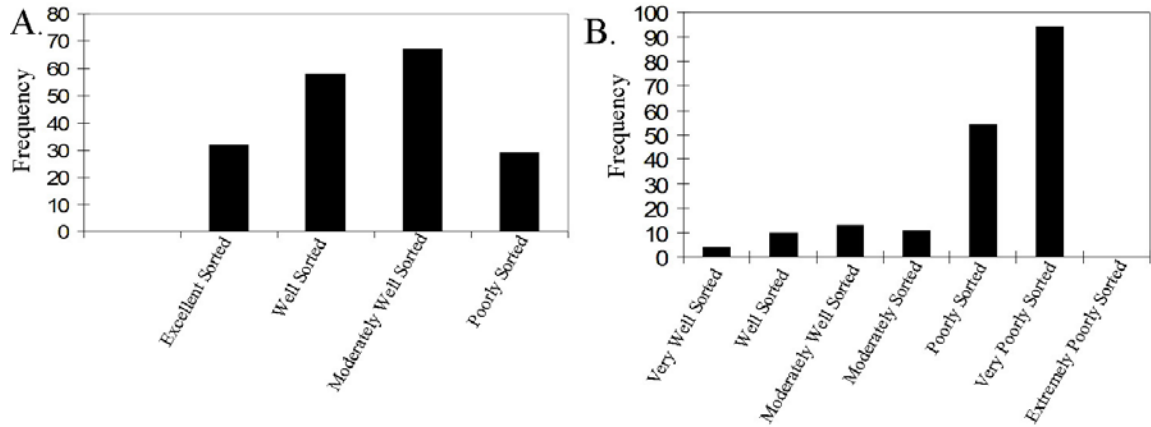 A.
Frequency
80
70
60
50
40
30
20
10
0
Excellent Sorted
Well Sorted
Moderately Well Sorted
Poorly Sorted
B.
Frequency
100
90
80
70
60
50
40
30
20
10
0
Very Well Sorted
Well Sorted
Moderately Well Sorted
Moderately Sorted
Poorly Sorted
Very Poorly Sorted
Extremely Poorly Sorted